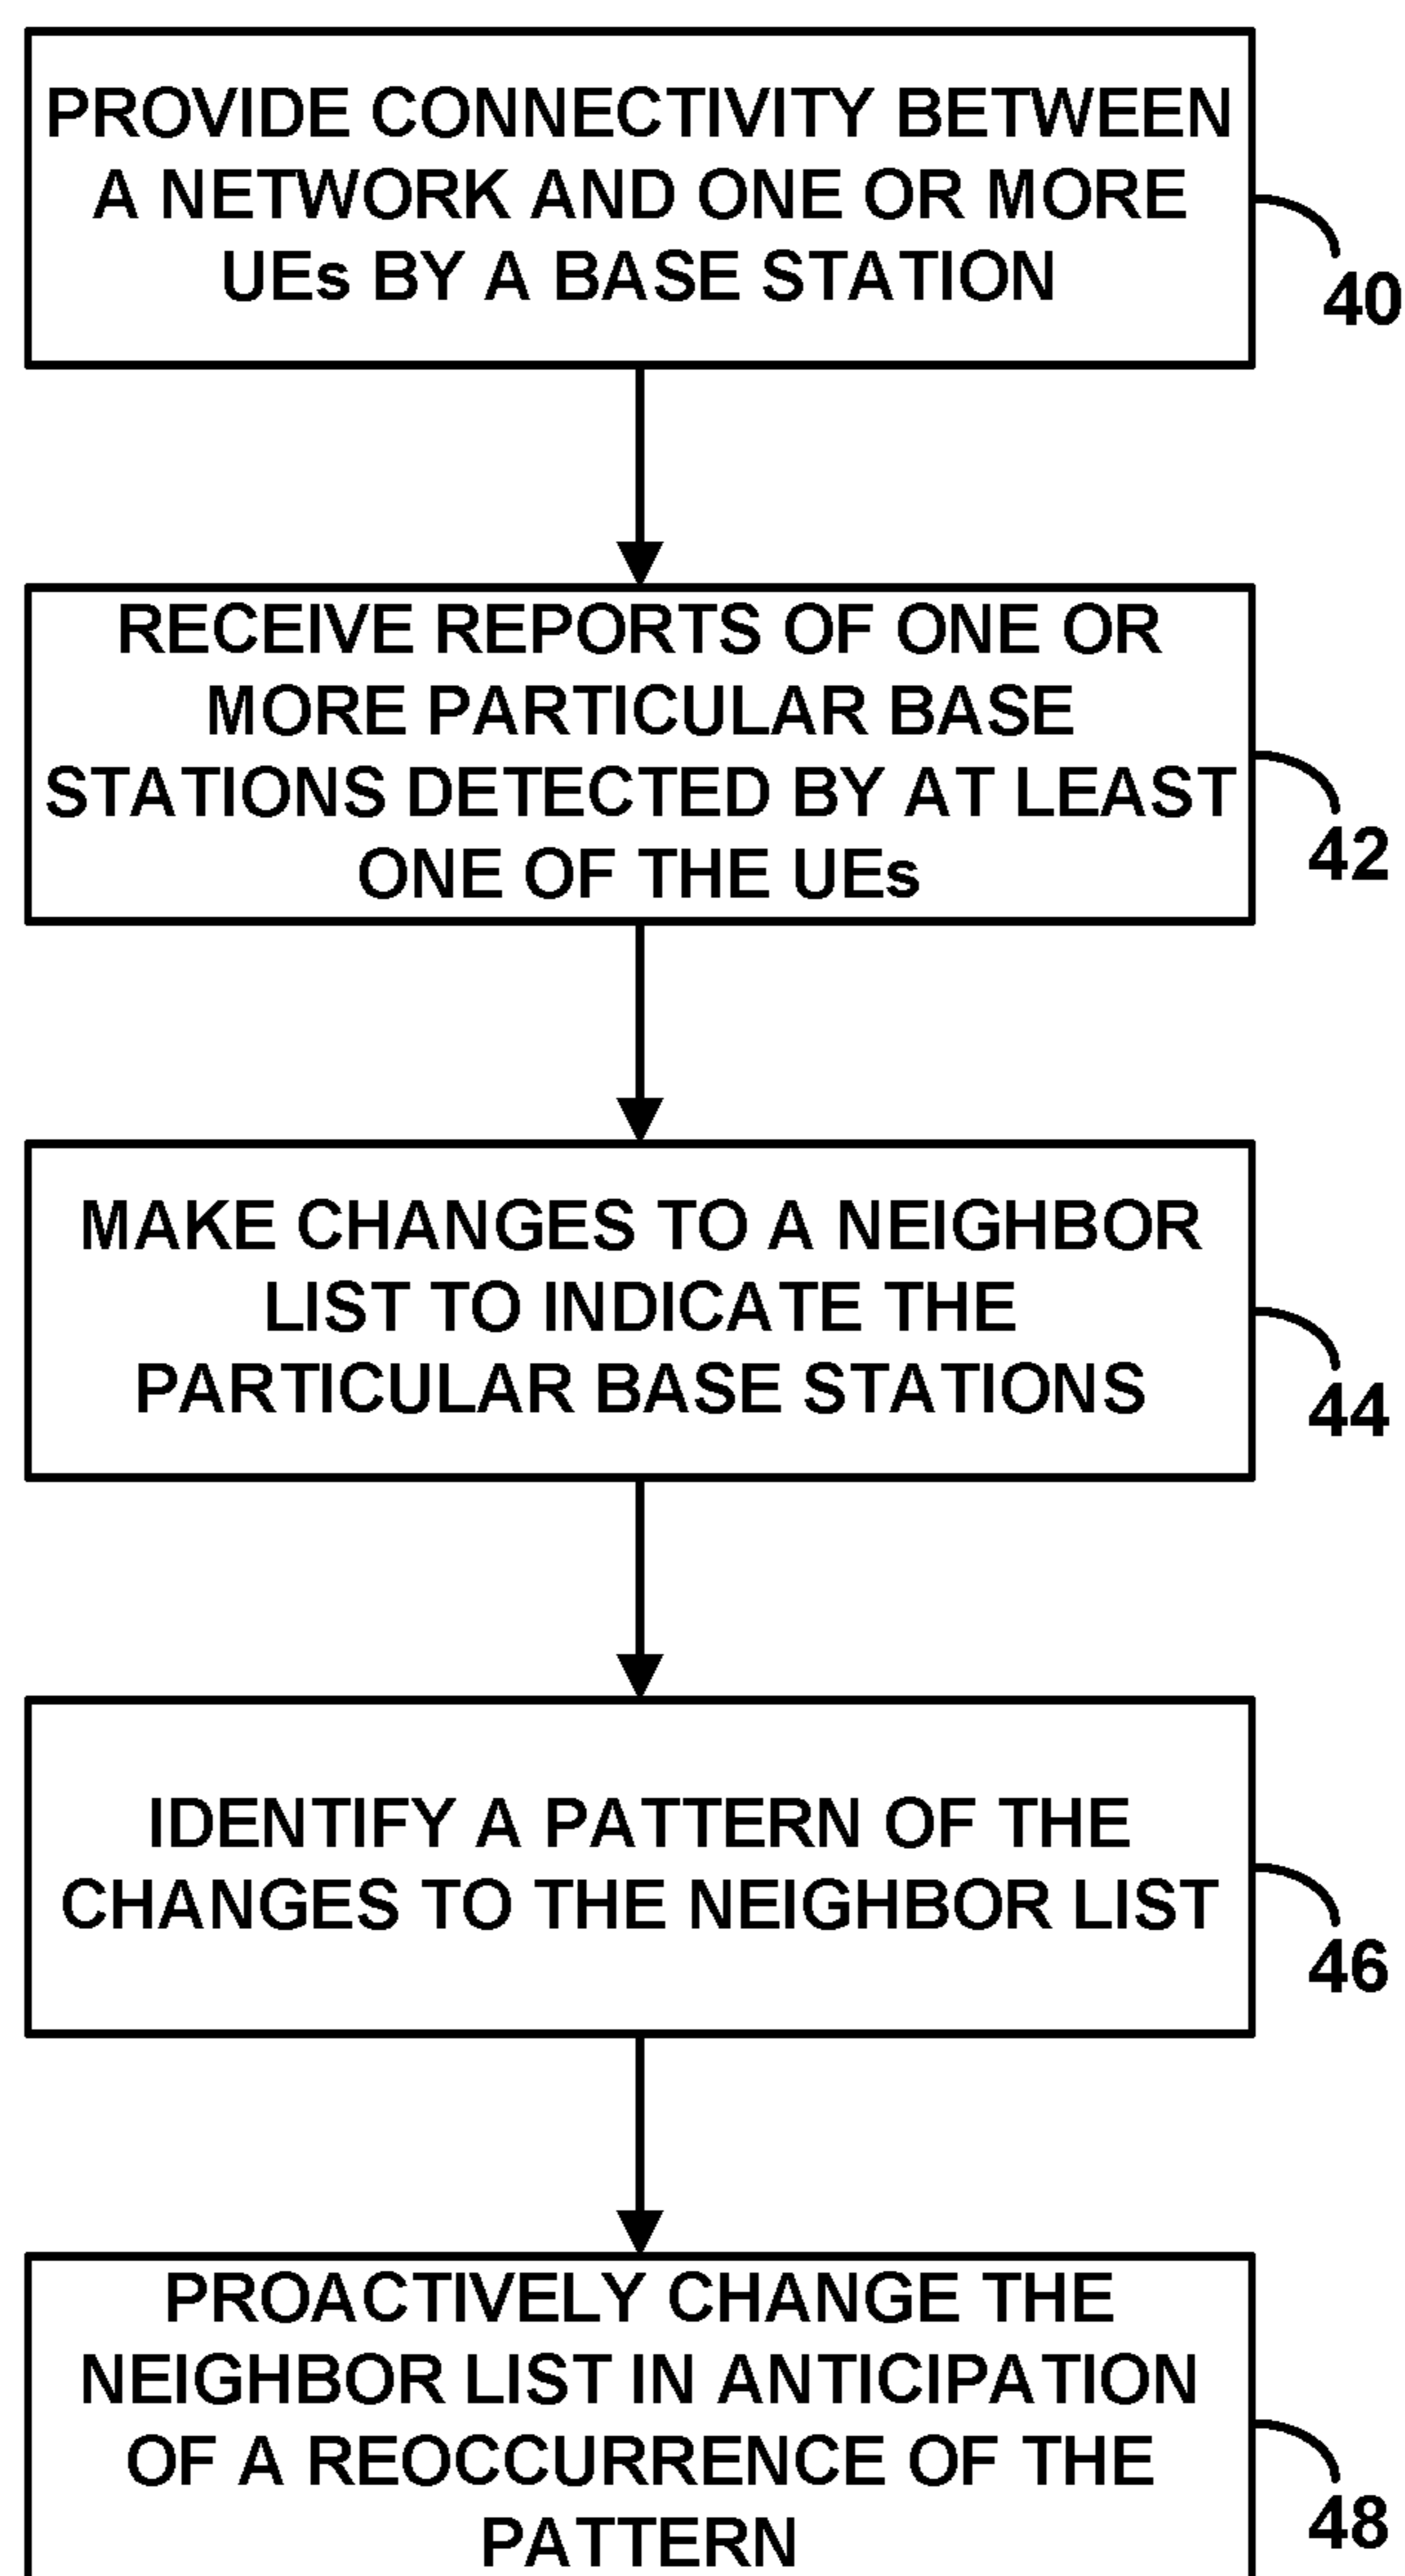 PROVIDE CONNECTIVITY BETWEEN
A NETWORK AND ONE OR MORE
UEs BY A BASE STATION
40
RECEIVE REPORTS OF ONE OR
MORE PARTICULAR BASE
STATIONS DETECTED BY AT LEAST
ONE OF THE UEs
42
MAKE CHANGES TO A NEIGHBOR
LIST TO INDICATE THE
PARTICULAR BASE STATIONS
44
IDENTIFY A PATTERN OF THE
CHANGES TO THE NEIGHBOR LIST
46
PROACTIVELY CHANGE THE
NEIGHBOR LIST IN ANTICIPATION
OF A REOCCURRENCE OF THE
PATTERN
48